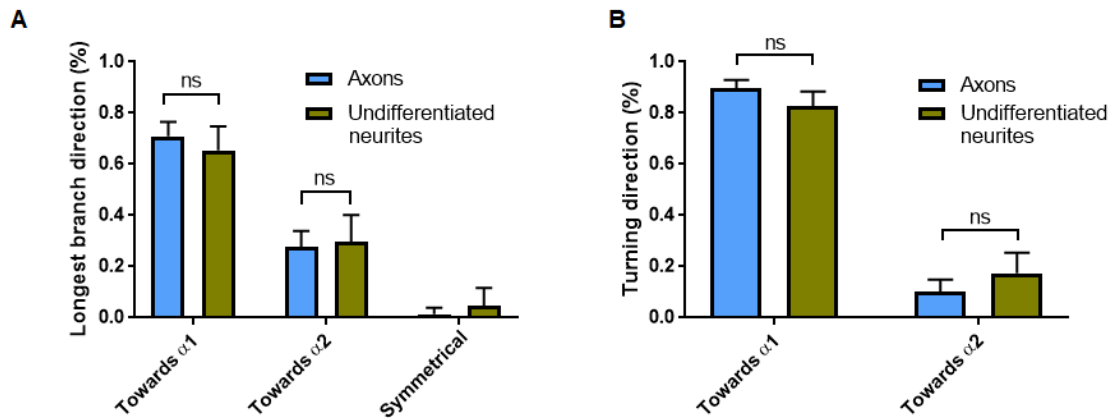 A
Longest branch direction (%)
1.0
0.8
0.6
0.4
0.2
0.0
ns
ns
Axons
Undifferentiated
neurites
Towards α1
Towards α2
Symmetrical
B
Turning direction (%)
1.0
0.8
0.6
0.4
0.2
0.0
ns
ns
Axons
Undifferentiated
neurites
Towards α1
Towards α2